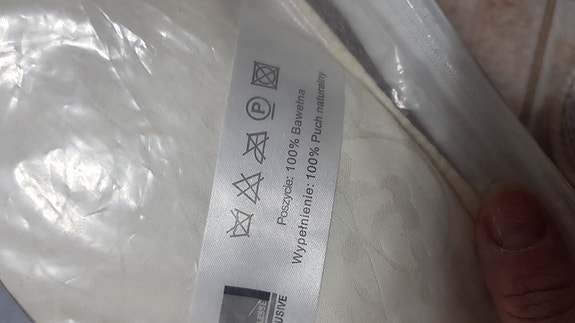 P
Poszycie: 100% Bawełna
Wypełnienie: 100% Puch naturalny